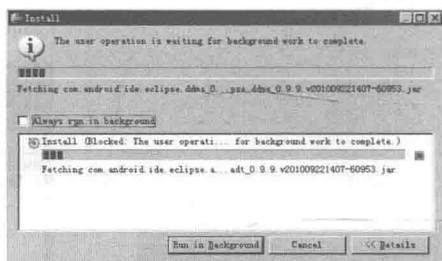 Install
The user operation is waiting for background work to complete.
Fetching com.android.ide.eclipse.ddms_0....psa_ddms_0.9.9.v201009221407-60953.jar
Always run in background
Install (Blocked: The user operati... for background work to complete.)
Fetching com.android.ide.eclipse.a...adt_0.9.9.v201009221407-60953.jar
Run in Background
Cancel
<< Details